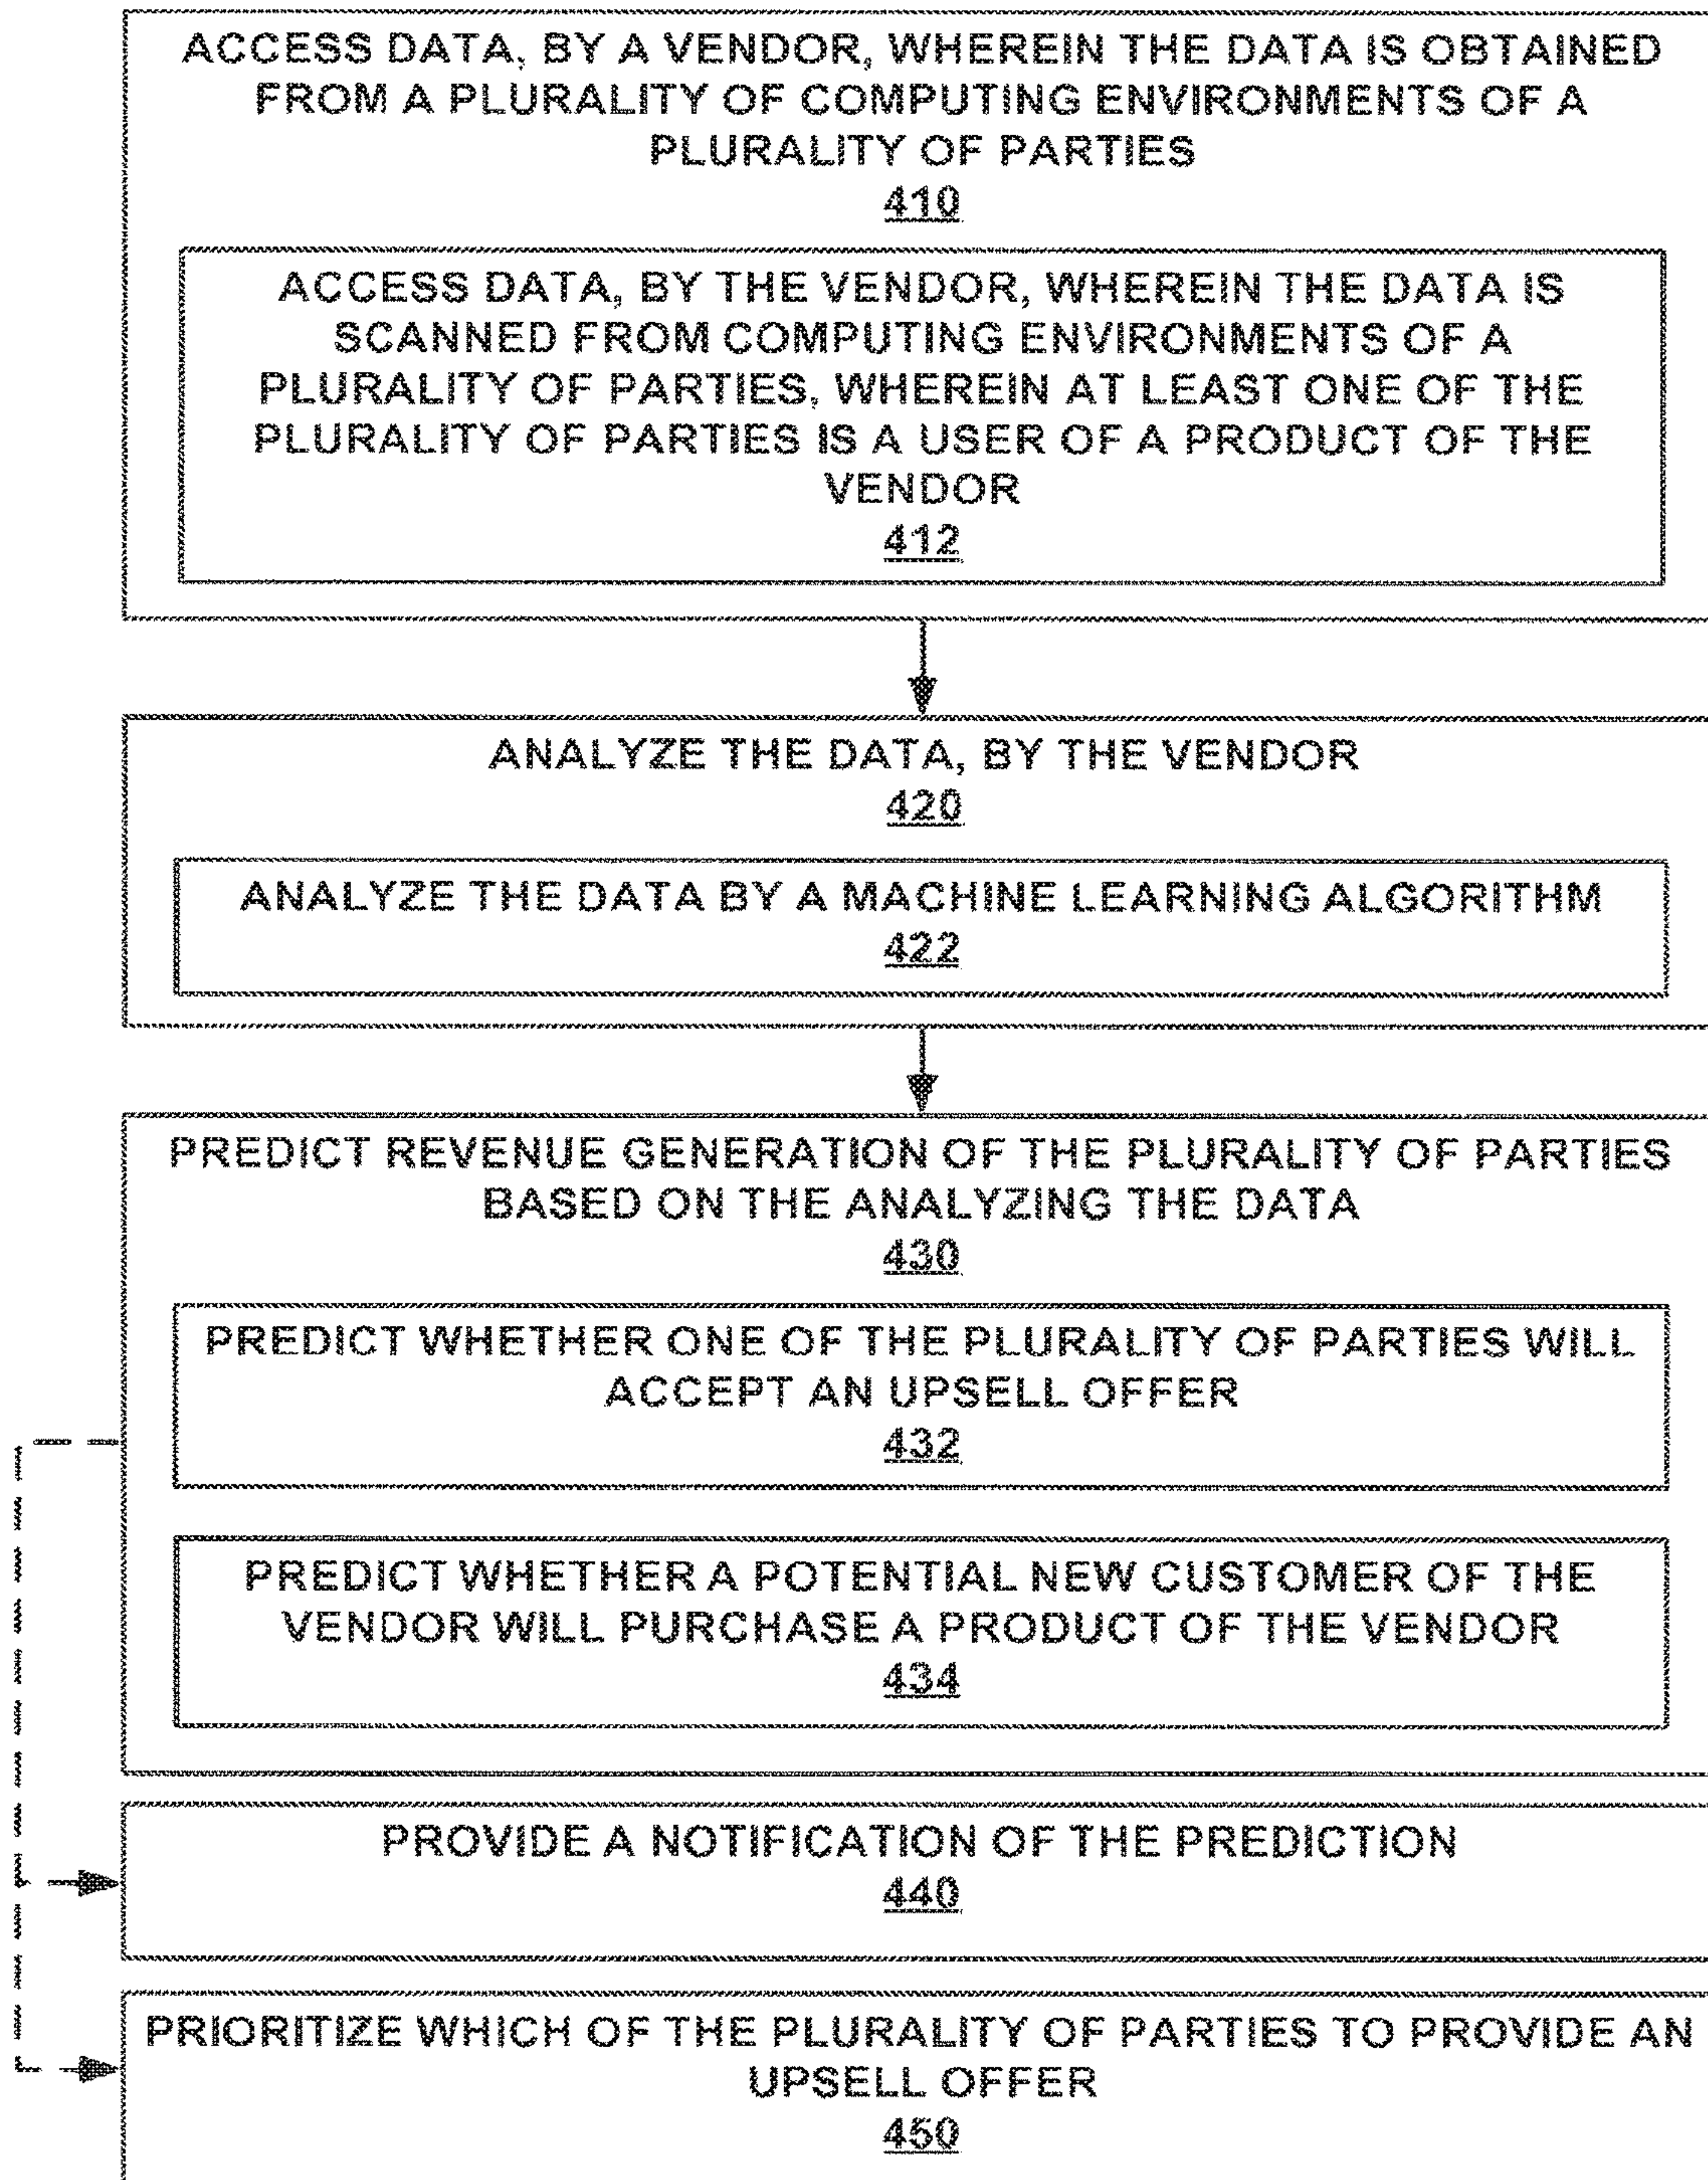 ACCESS DATA, BY A VENDOR, WHEREIN THE DATA IS OBTAINED
FROM A PLURALITY OF COMPUTING ENVIRONMENTS OF A
PLURALITY OF PARTIES
410
ACCESS DATA, BY THE VENDOR, WHEREIN THE DATA IS
SCANNED FROM COMPUTING ENVIRONMENTS OF A
PLURALITY OF PARTIES, WHEREIN AT LEAST ONE OF THE
PLURALITY OF PARTIES IS A USER OF A PRODUCT OF THE
VENDOR
412
ANALYZE THE DATA, BY THE VENDOR
420
ANALYZE THE DATA BY A MACHINE LEARNING ALGORITHM
422
PREDICT REVENUE GENERATION OF THE PLURALITY OF PARTIES
BASED ON THE ANALYZING THE DATA
430
PREDICT WHETHER ONE OF THE PLURALITY OF PARTIES WILL
ACCEPT AN UPSELL OFFER
432
PREDICT WHETHER A POTENTIAL NEW CUSTOMER OF THE
VENDOR WILL PURCHASE A PRODUCT OF THE VENDOR
434
PROVIDE A NOTIFICATION OF THE PREDICTION
440
PRIORITIZE WHICH OF THE PLURALITY OF PARTIES TO PROVIDE AN
UPSELL OFFER
450